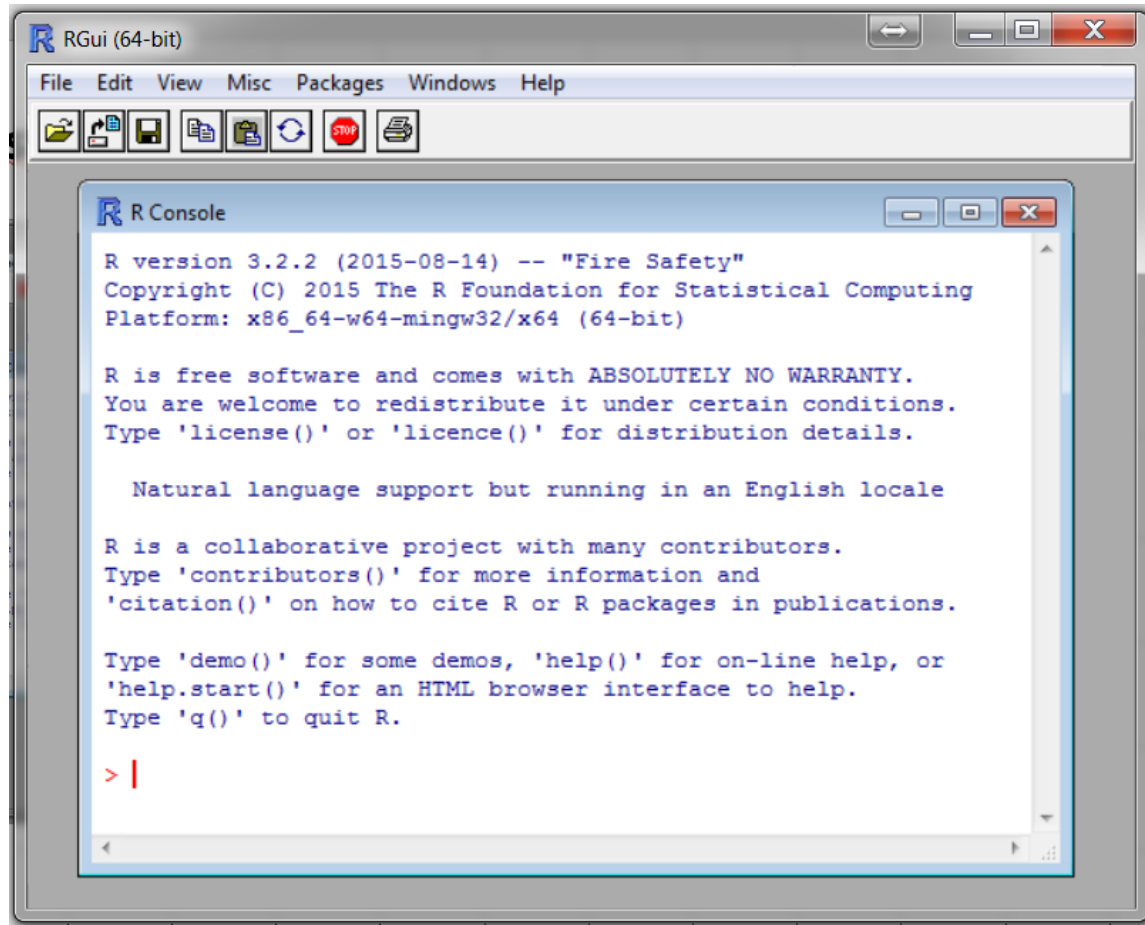 RGui (64-bit)
File Edit View Misc Packages Windows Help
STOP
R Console
R version 3.2.2 (2015-08-14) -- "Fire Safety"
Copyright (C) 2015 The R Foundation for Statistical Computing
Platform: x86_64-w64-mingw32/x64 (64-bit)
R is free software and comes with ABSOLUTELY NO WARRANTY.
You are welcome to redistribute it under certain conditions.
Type 'license()' or 'licence()' for distribution details.
Natural language support but running in an English locale
R is a collaborative project with many contributors.
Type 'contributors()' for more information and
'citation()' on how to cite R or R packages in publications.
Type 'demo()' for some demos, 'help()' for on-line help, or
'help.start()' for an HTML browser interface to help.
Type 'q()' to quit R.
>